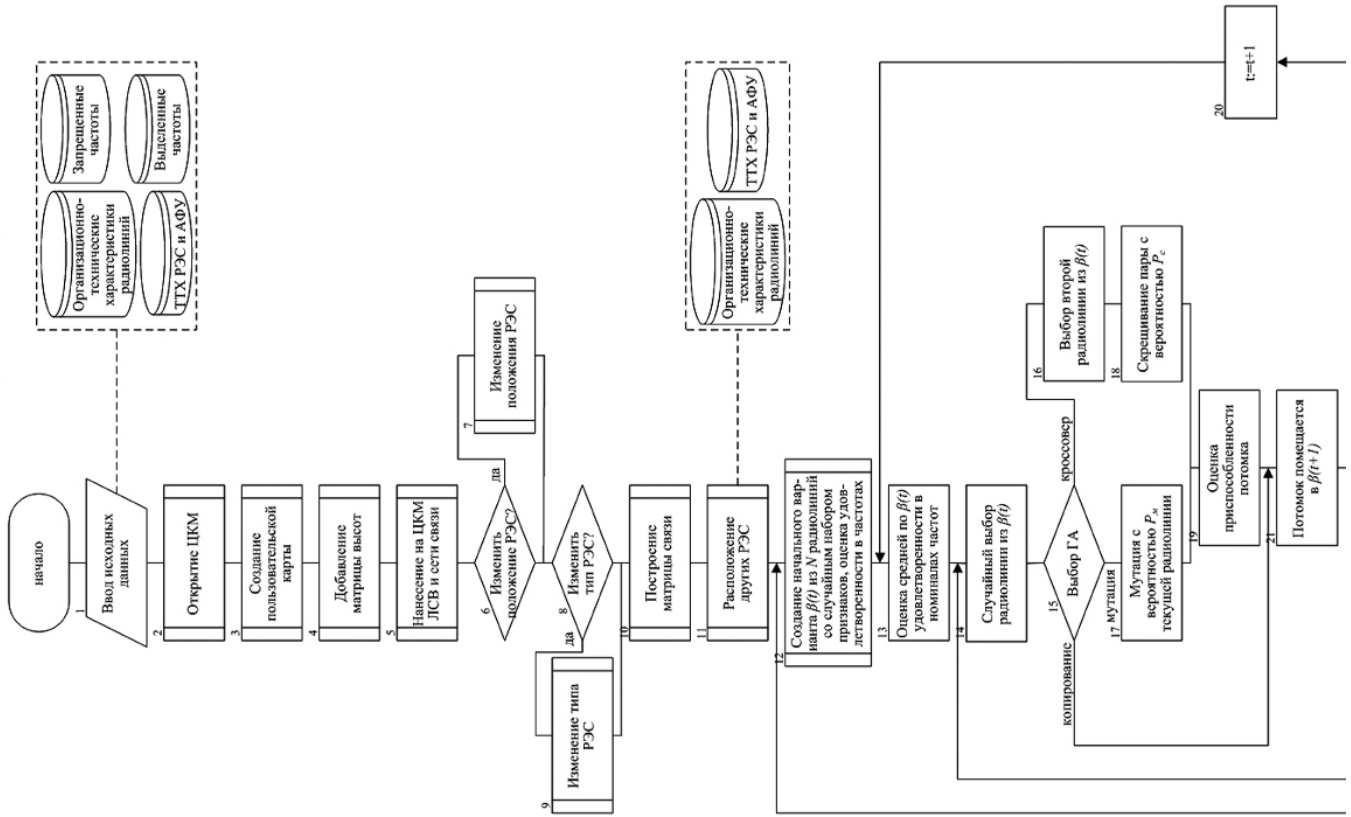 начало
1
Ввод исходных
данных
Организационно-
технические
характеристики
радиолиний
Запрещенные
частоты
ТТХ РЭС и АФУ
Выделенные
частоты
2
Открытие ЦКМ
3
Создание
пользовательской
карты
4
Добавление
матрицы высот
5
Нанесение на ЦКМ
ЛСВ и сети связи
6
Изменить
положение РЭС?
да
7
Изменение
положения РЭС
8
Изменить
тип РЭС?
да
9
Изменение типа
РЭС
10
Построение
матрицы связи
11
Расположение
других РЭС
Организационно-
технические
характеристики
радиолиний
ТТХ РЭС и АФУ
12
Создание начального вар-
ианта β(t) из N радиолиний
со случайным набором
признаков, оценка удов-
летворенности в частотах
13
Оценка средней по β(t)
удовлетворенности в
номиналах частот
14
Случайный выбор
радиолинии из β(t)
15
Выбор ГА
копирование
мутация
кроссовер
16
Выбор второй
радиолинии из β(t)
17
Мутация с
вероятностью Pм
текущей радиолинии
18
Скрещивание пары с
вероятностью Pс
19
Оценка
приспособленности
потомка
20
t:=t+1
21
Потомок помещается
в β(t+1)